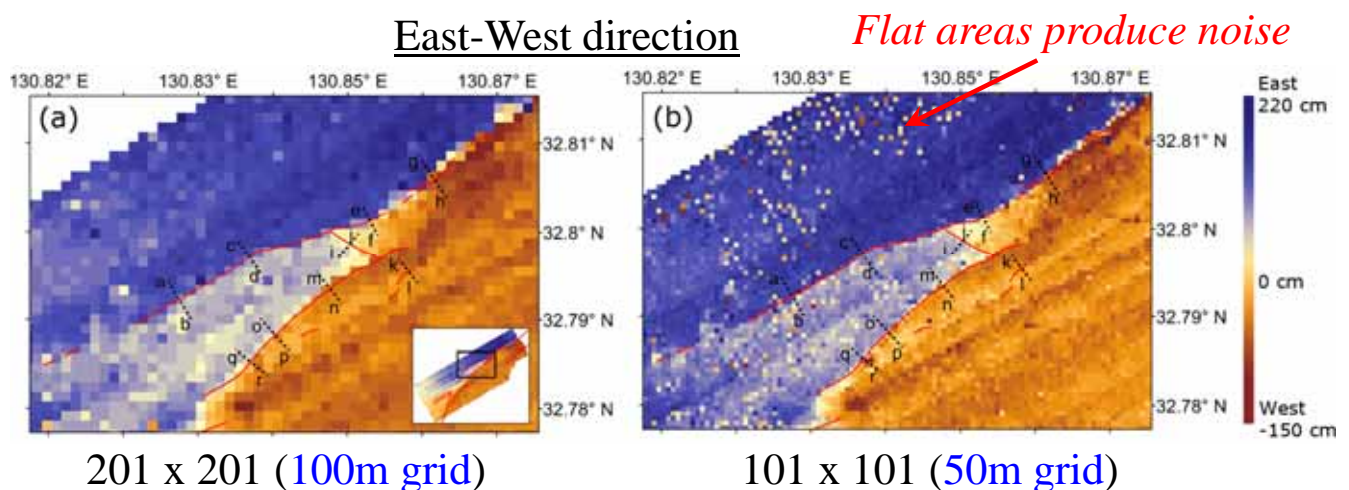 East-West direction
Flat areas produce noise
130.82° E 130.83° E 130.85° E 130.87° E
130.82° E 130.83° E 130.85° E 130.87° E
East
220 cm
(a)
(b)
32.81° N
32.81° N
g
h
g
h
e
f
e
f
32.8° N
32.8° N
c
d
i
k
c
d
i
m
k
l
m
k
l
0 cm
a
b
n
a
b
n
32.79° N
32.79° N
o
p
o
p
q
r
q
r
32.78° N
32.78° N
West
-150 cm
201 x 201 (100m grid)
101 x 101 (50m grid)